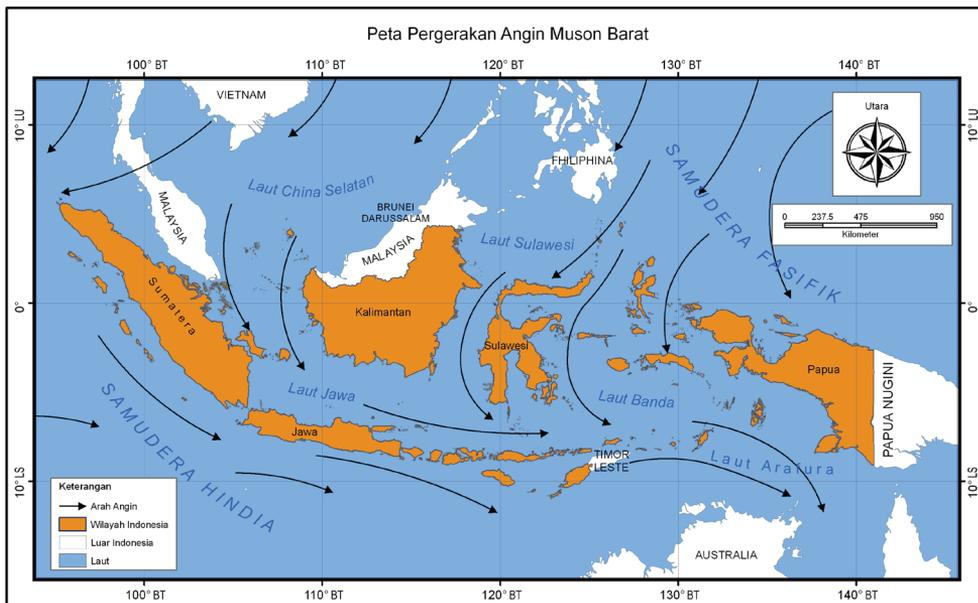 Peta Pergerakan Angin Muson Barat
100° BT
110° BT
120° BT
130° BT
140° BT
VIETNAM
Utara
10° LU
10° LU
FHILIPHINA
SAMUDERA FASIFIK
Laut China Selatan
MALAYSIA
BRUNEI
DARUSSALAM
MALAYSIA
Laut Sulawesi
0 237.5 475 950
Kilometer
0°
0°
Sumatera
Kalimantan
Sulawesi
Papua
PAPUA NUGINI
Laut Jawa
Laut Banda
SAMUDERA HINDIA
Jawa
TIMOR
LESTE
Laut Arafura
10° LS
10° LS
Keterangan
Arah Angin
Wilayah Indonesia
Luar Indonesia
Laut
AUSTRALIA
100° BT
110° BT
120° BT
130° BT
140° BT